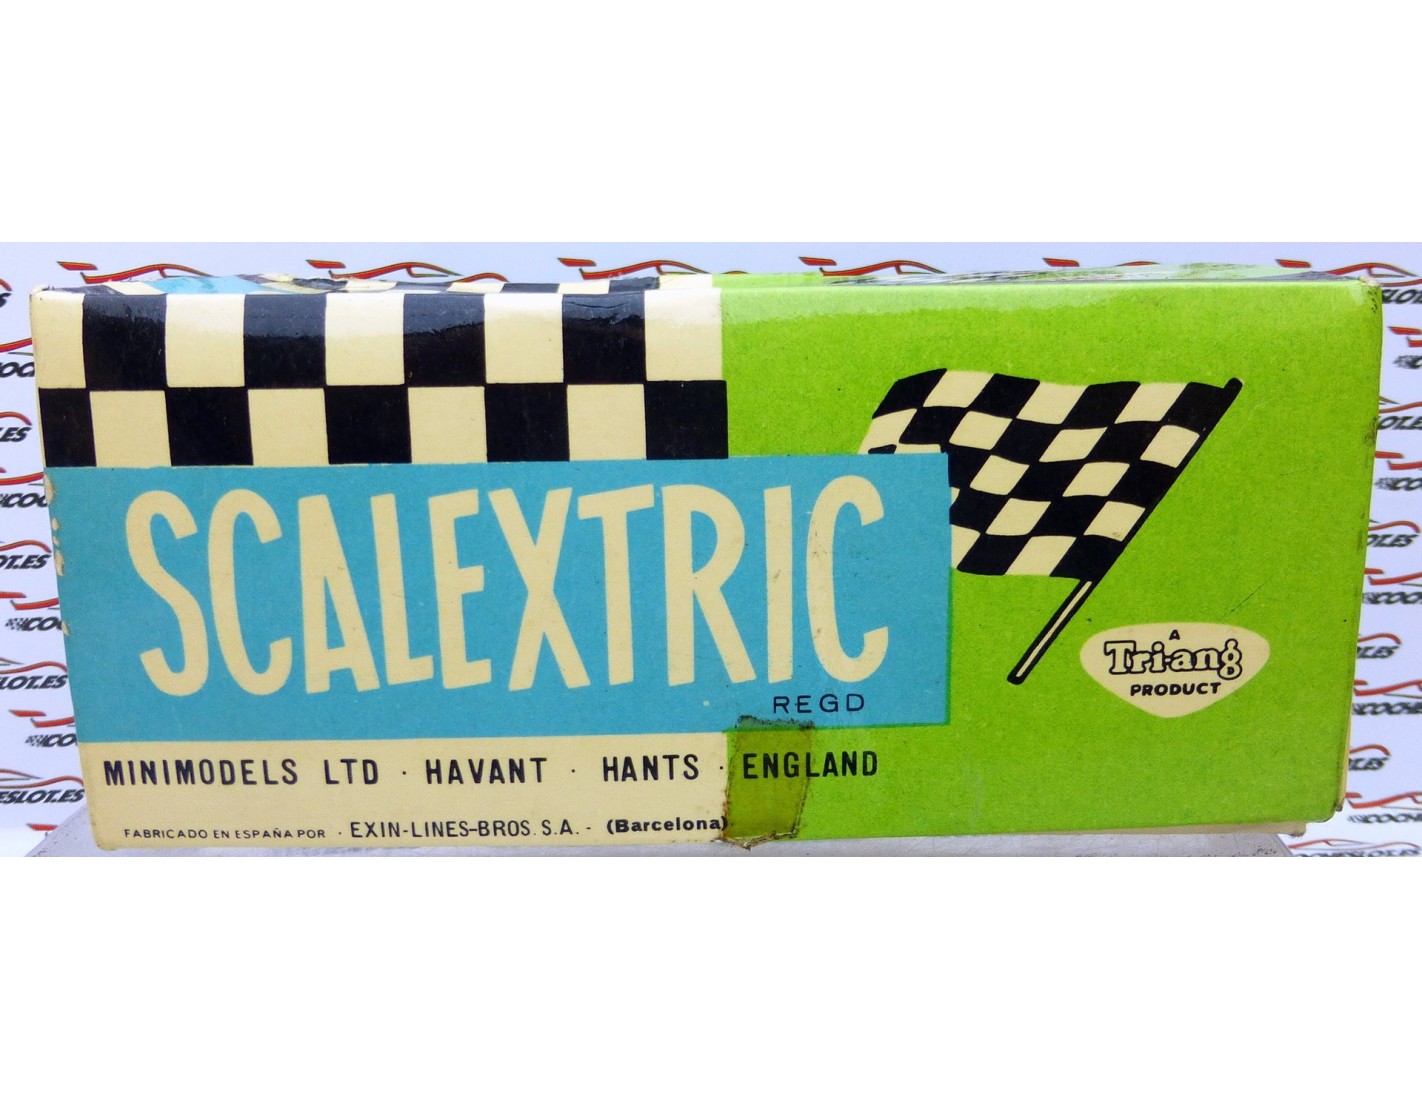 SCALEXTRIC
REGD
A
Tri-ang
PRODUCT
MINIMODELS LTD · HAVANT · HANTS · ENGLAND
FABRICADO EN ESPAÑA POR · EXIN-LINES-BROS. S.A. - (Barcelona)